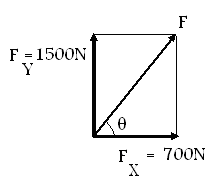 F
F = 1500N
Y
θ
F = 700N
X